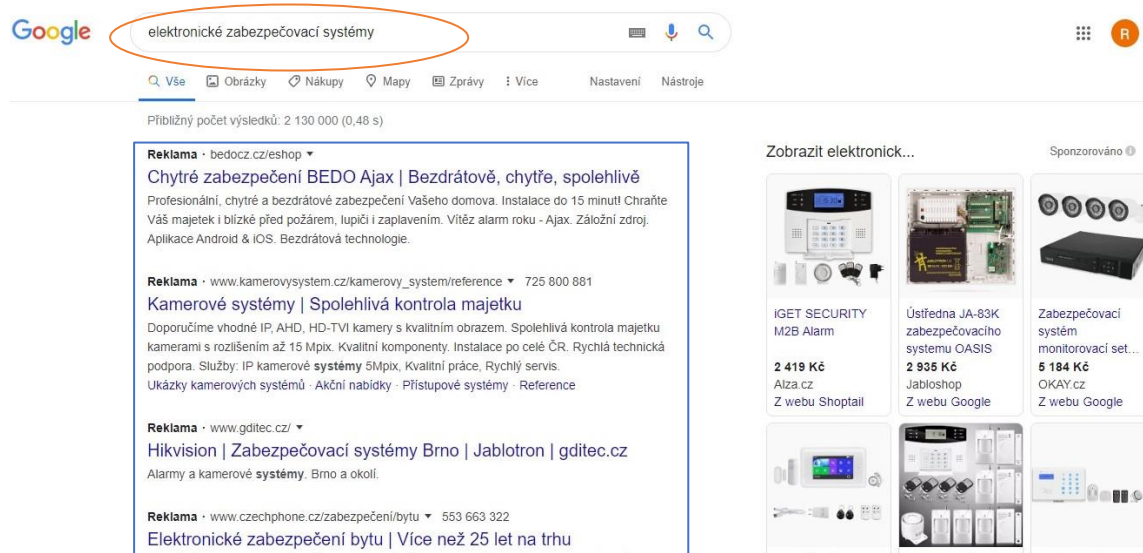 Google
elektronické zabezpečovací systémy
R
Vše Obrázky Nákupy Mapy Zprávy Více Nastavení Nástroje
Přibližný počet výsledků: 2 130 000 (0,48 s)
Reklama · bedocz.cz/eshop
Chytré zabezpečení BEDO Ajax | Bezdrátově, chytře, spolehlivě
Profesionální, chytré a bezdrátové zabezpečení Vašeho domova. Instalace do 15 minut! Chraňte
Váš majetek i blízké před požárem, lupiči i zaplavením. Vítěz alarm roku - Ajax. Záložní zdroj.
Aplikace Android & iOS. Bezdrátová technologie.
Reklama · www.kamerovysystem.cz/kamerovy_system/reference 725 800 881
Kamerové systémy | Spolehlivá kontrola majetku
Doporučíme vhodné IP, AHD, HD-TVI kamery s kvalitním obrazem. Spolehlivá kontrola majetku
kamerami s rozlišením až 15 Mpix. Kvalitní komponenty. Instalace po celé ČR. Rychlá technická
podpora. Služby: IP kamerové systémy 5Mpix, Kvalitní práce, Rychlý servis.
Ukázky kamerových systémů · Akční nabídky · Přístupové systémy · Reference
Reklama · www.gditec.cz/
Hikvision | Zabezpečovací systémy Brno | Jablotron | gditec.cz
Alarmy a kamerové systémy. Brno a okolí.
Reklama · www.czechphone.cz/zabezpečení/bytu 553 663 322
Elektronické zabezpečení bytu | Více než 25 let na trhu
Zobrazit elektronick... Sponzorováno
iGET SECURITY
M2B Alarm
2 419 Kč
Alza.cz
Z webu Shoptail
Ústředna JA-83K
zabezpečovacího
systemu OASIS
2 935 Kč
Jabloshop
Z webu Google
Zabezpečovací
systém
monitorovací set...
5 184 Kč
OKAY.cz
Z webu Google